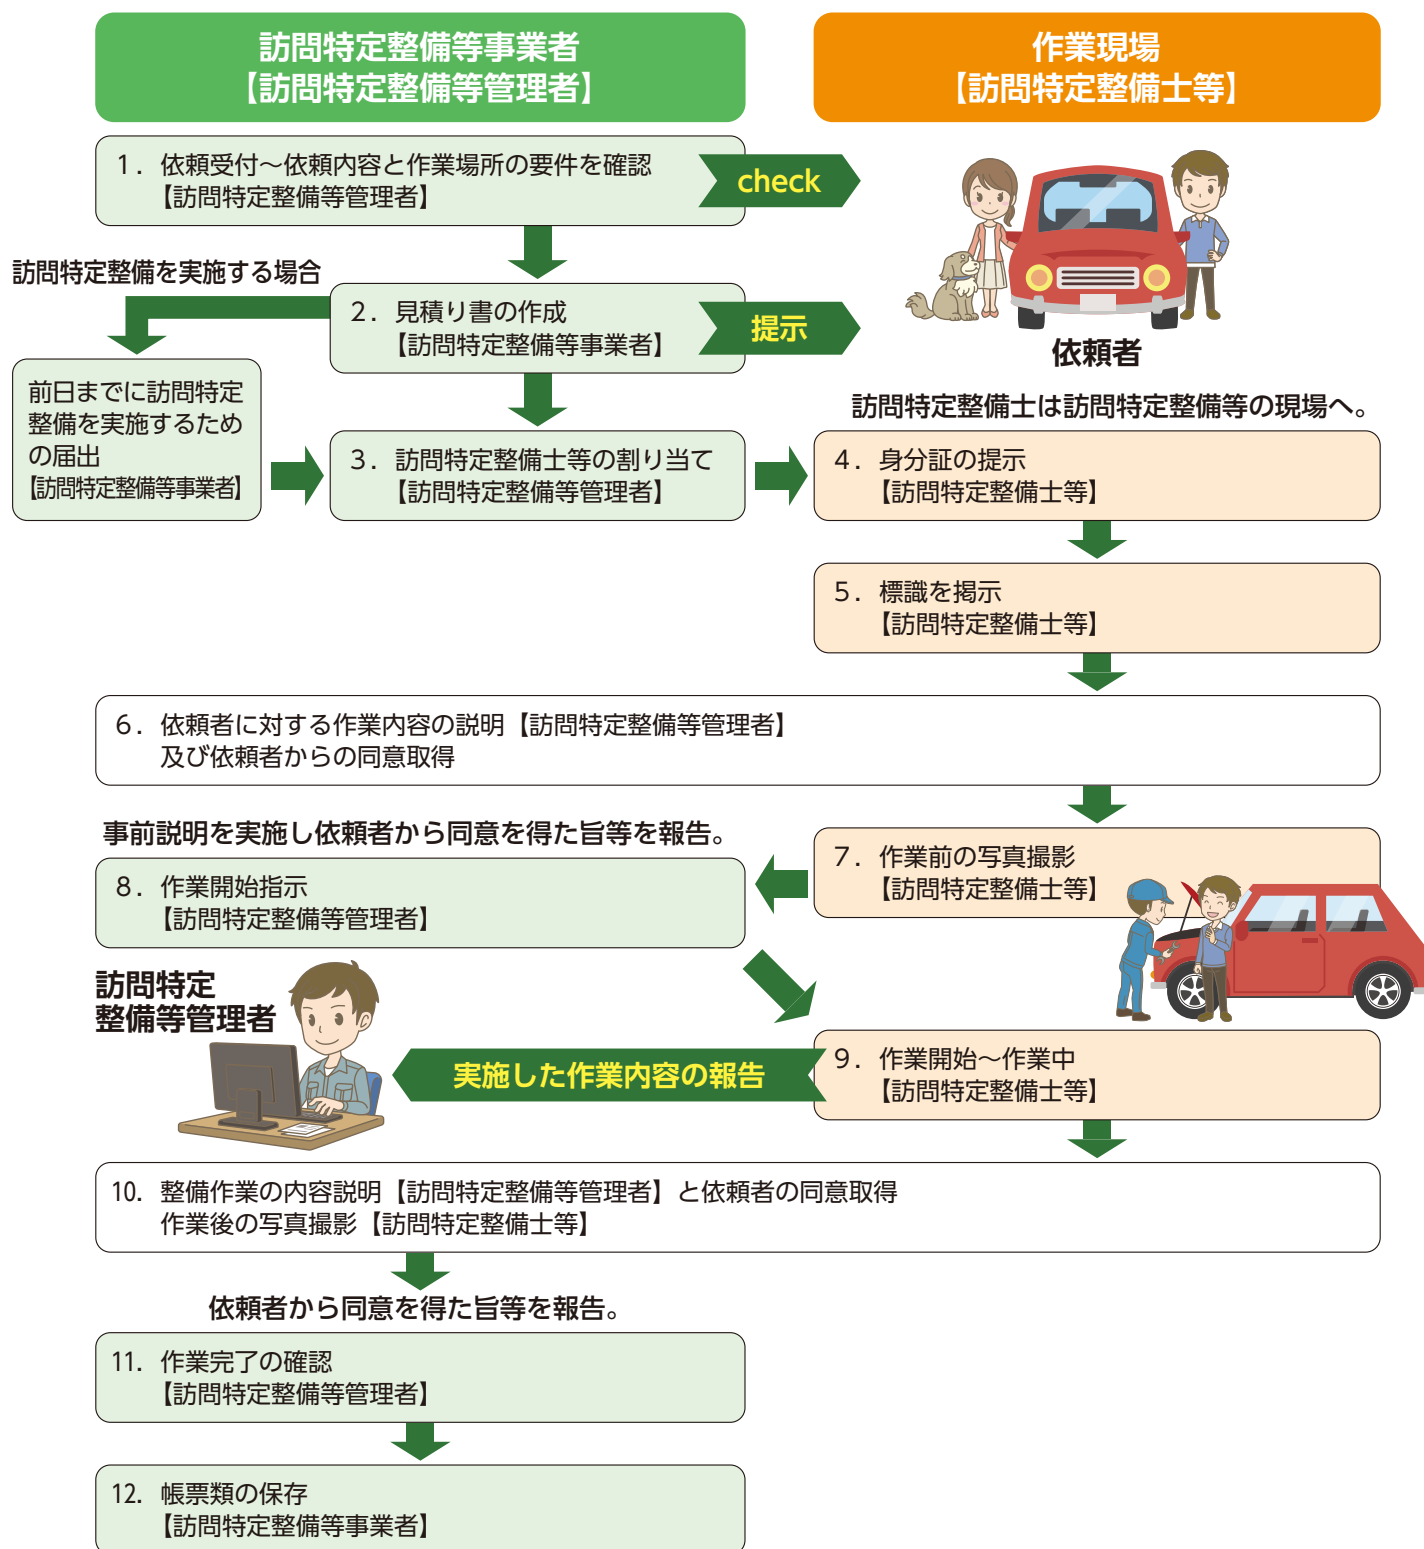 訪問特定整備等事業者
【訪問特定整備等管理者】
作業現場
【訪問特定整備士等】
1．依頼受付～依頼内容と作業場所の要件を確認
【訪問特定整備等管理者】
check
訪問特定整備を実施する場合
2．見積り書の作成
【訪問特定整備等事業者】
提示
依頼者
前日までに訪問特定
整備を実施するため
の届出
【訪問特定整備等事業者】
3．訪問特定整備士等の割り当て
【訪問特定整備等管理者】
訪問特定整備士は訪問特定整備等の現場へ。
4．身分証の提示
【訪問特定整備士等】
5．標識を掲示
【訪問特定整備士等】
6．依頼者に対する作業内容の説明【訪問特定整備等管理者】
及び依頼者からの同意取得
7．作業前の写真撮影
【訪問特定整備士等】
事前説明を実施し依頼者から同意を得た旨等を報告。
8．作業開始指示
【訪問特定整備等管理者】
訪問特定
整備等管理者
実施した作業内容の報告
9．作業開始～作業中
【訪問特定整備士等】
10．整備作業の内容説明【訪問特定整備等管理者】と依頼者の同意取得
作業後の写真撮影【訪問特定整備士等】
依頼者から同意を得た旨等を報告。
11．作業完了の確認
【訪問特定整備等管理者】
12．帳票類の保存
【訪問特定整備等事業者】